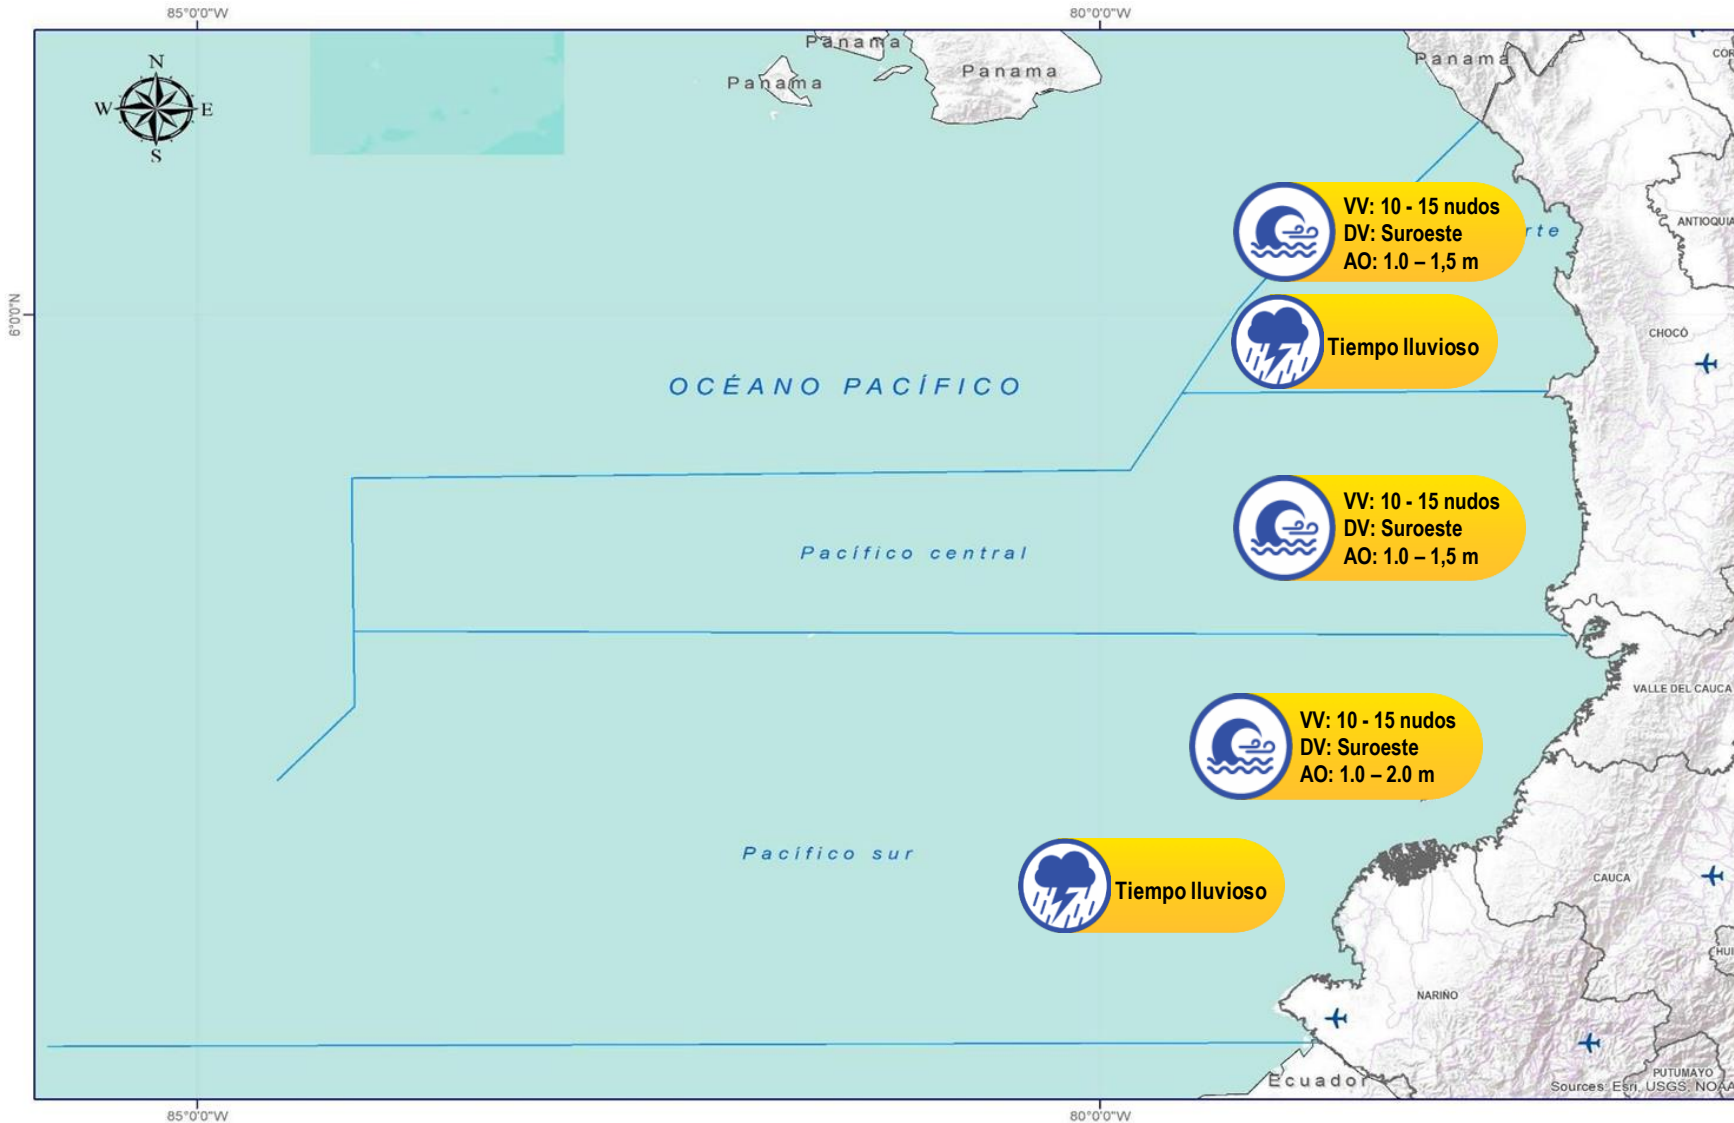 85°0'0"W
80°0'0"W
Panama
Panama
Panama
Panama
N
W
E
S
ANTIOQUIA
VV: 10 - 15 nudos
DV: Suroeste
AO: 1.0 – 1,5 m
rte
6°0'0"N
CHOCÓ
Tiempo lluvioso
OCÉANO PACÍFICO
VV: 10 - 15 nudos
DV: Suroeste
AO: 1.0 – 1,5 m
Pacífico central
VALLE DEL CAUCA
VV: 10 - 15 nudos
DV: Suroeste
AO: 1.0 – 2.0 m
Pacífico sur
CAUCA
Tiempo lluvioso
HUI
NARIÑO
PUTUMAYO
Ecuador
Sources: Esri, USGS, NOAA
85°0'0"W
80°0'0"W